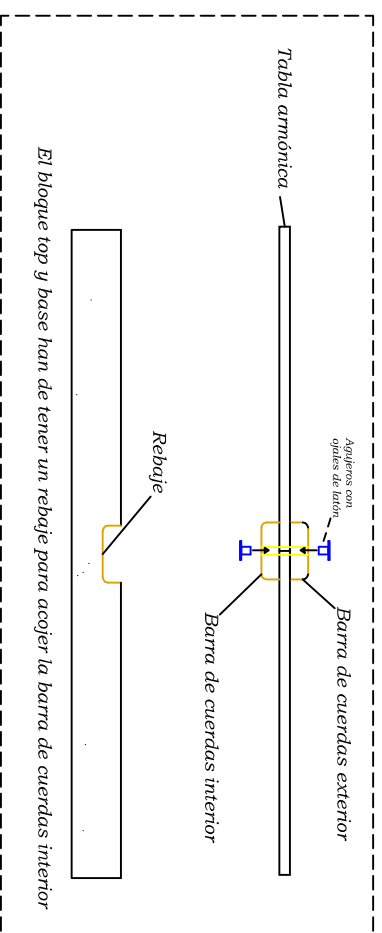 Tabla armónica
Agujeros con
ojales de latón
Barra de cuerdas exterior
Barra de cuerdas interior
Rebaje
El bloque top y base han de tener un rebaje para acojer la barra de cuerdas interior